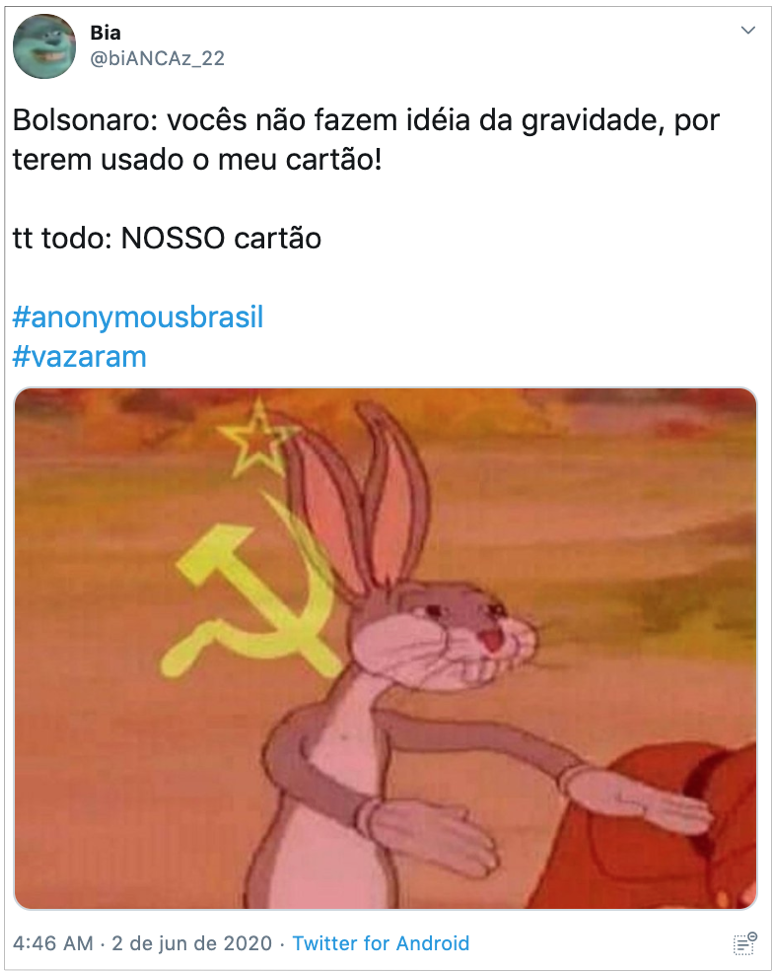 Bia
@biANCAz_22
Bolsonaro: vocês não fazem idéia da gravidade, por
terem usado o meu cartão!
tt todo: NOSSO cartão
#anonymousbrasil
#vazaram
4:46 AM · 2 de jun de 2020 · Twitter for Android